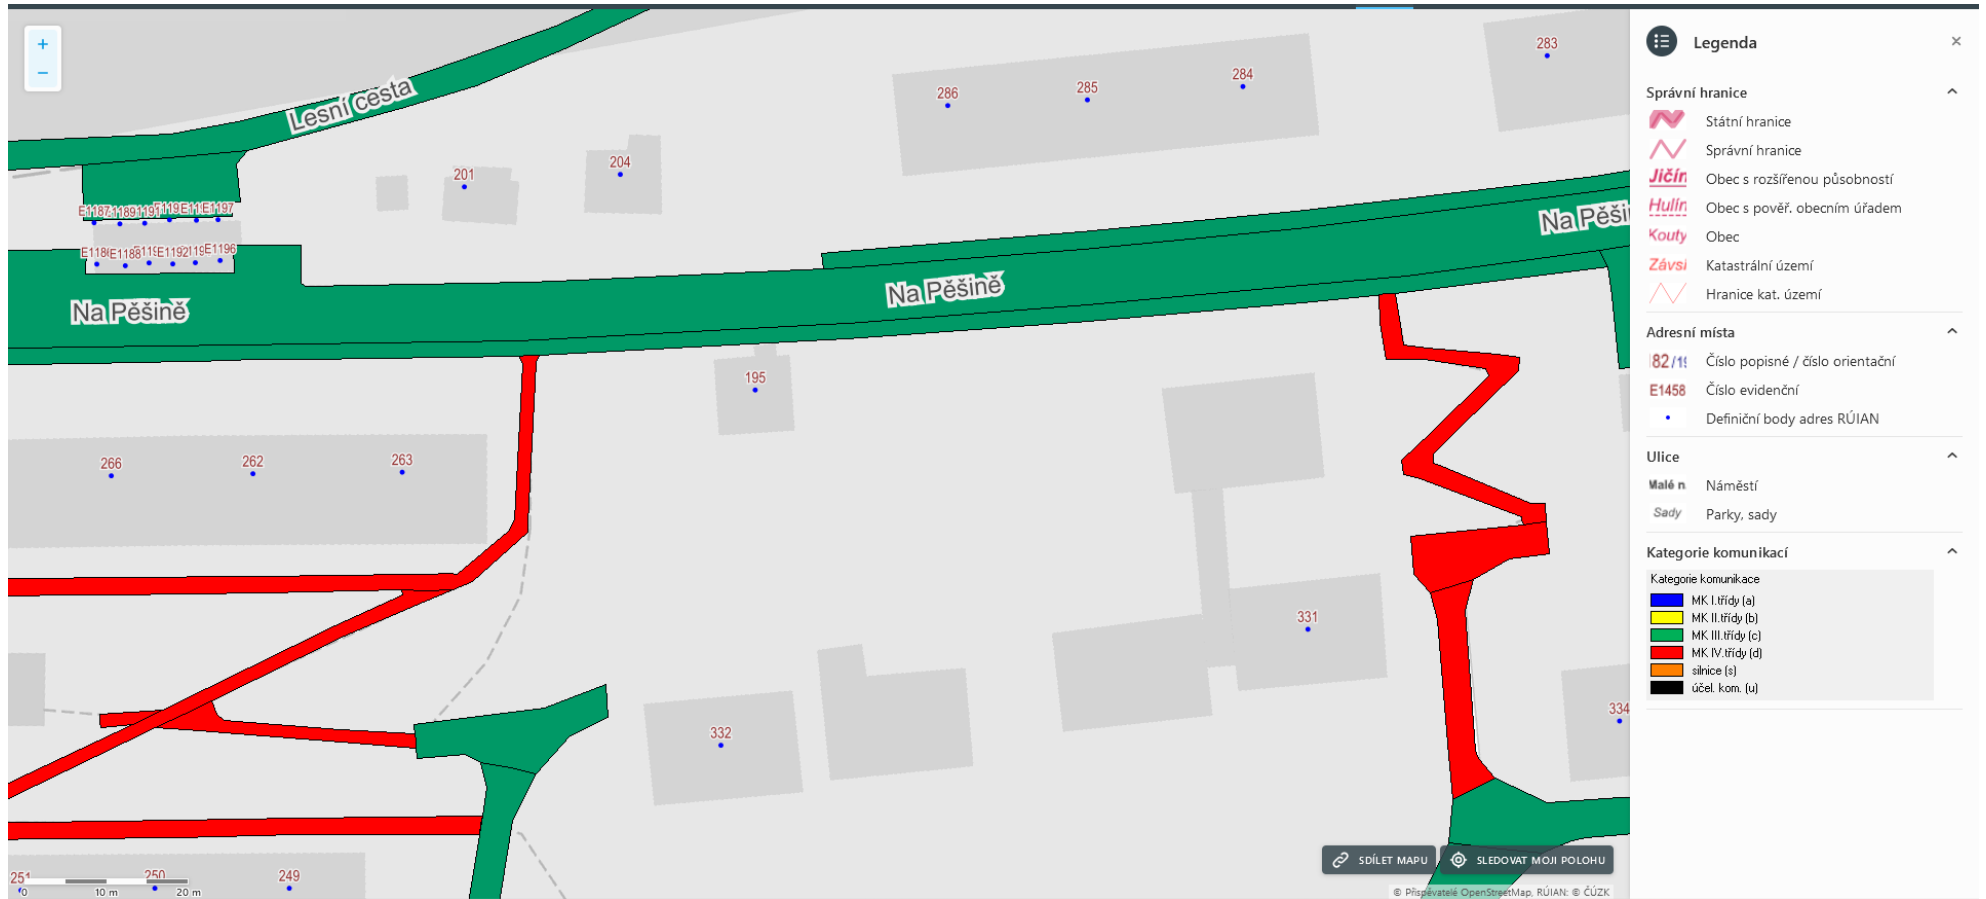 +
−
Lesní cesta
283
284
285
286
204
201
E1187
E1197
E1188
E1192
E1196
Na Pěšině
Na Pěšině
195
266
262
263
331
332
334
251
250
249
0
10 m
20 m
SDÍLET MAPU
SLEDOVAT MOJI POLOHU
© Přispěvatelé OpenStreetMap, RÚIAN: © ČÚZK
Legenda
×
Správní hranice
Státní hranice
Správní hranice
Jičín Obec s rozšířenou působností
Hulín Obec s pověř. obecním úřadem
Kouty Obec
Katastrální území
Hranice kat. území
Adresní místa
Číslo popisné / číslo orientační
E1458 Číslo evidenční
Definiční body adres RÚIAN
Ulice
Malé n. Náměstí
Sady Parky, sady
Kategorie komunikací
Kategorie komunikace
MK I.třídy (a)
MK II.třídy (b)
MK III.třídy (c)
MK IV.třídy (d)
silnice (s)
účel. kom. (u)